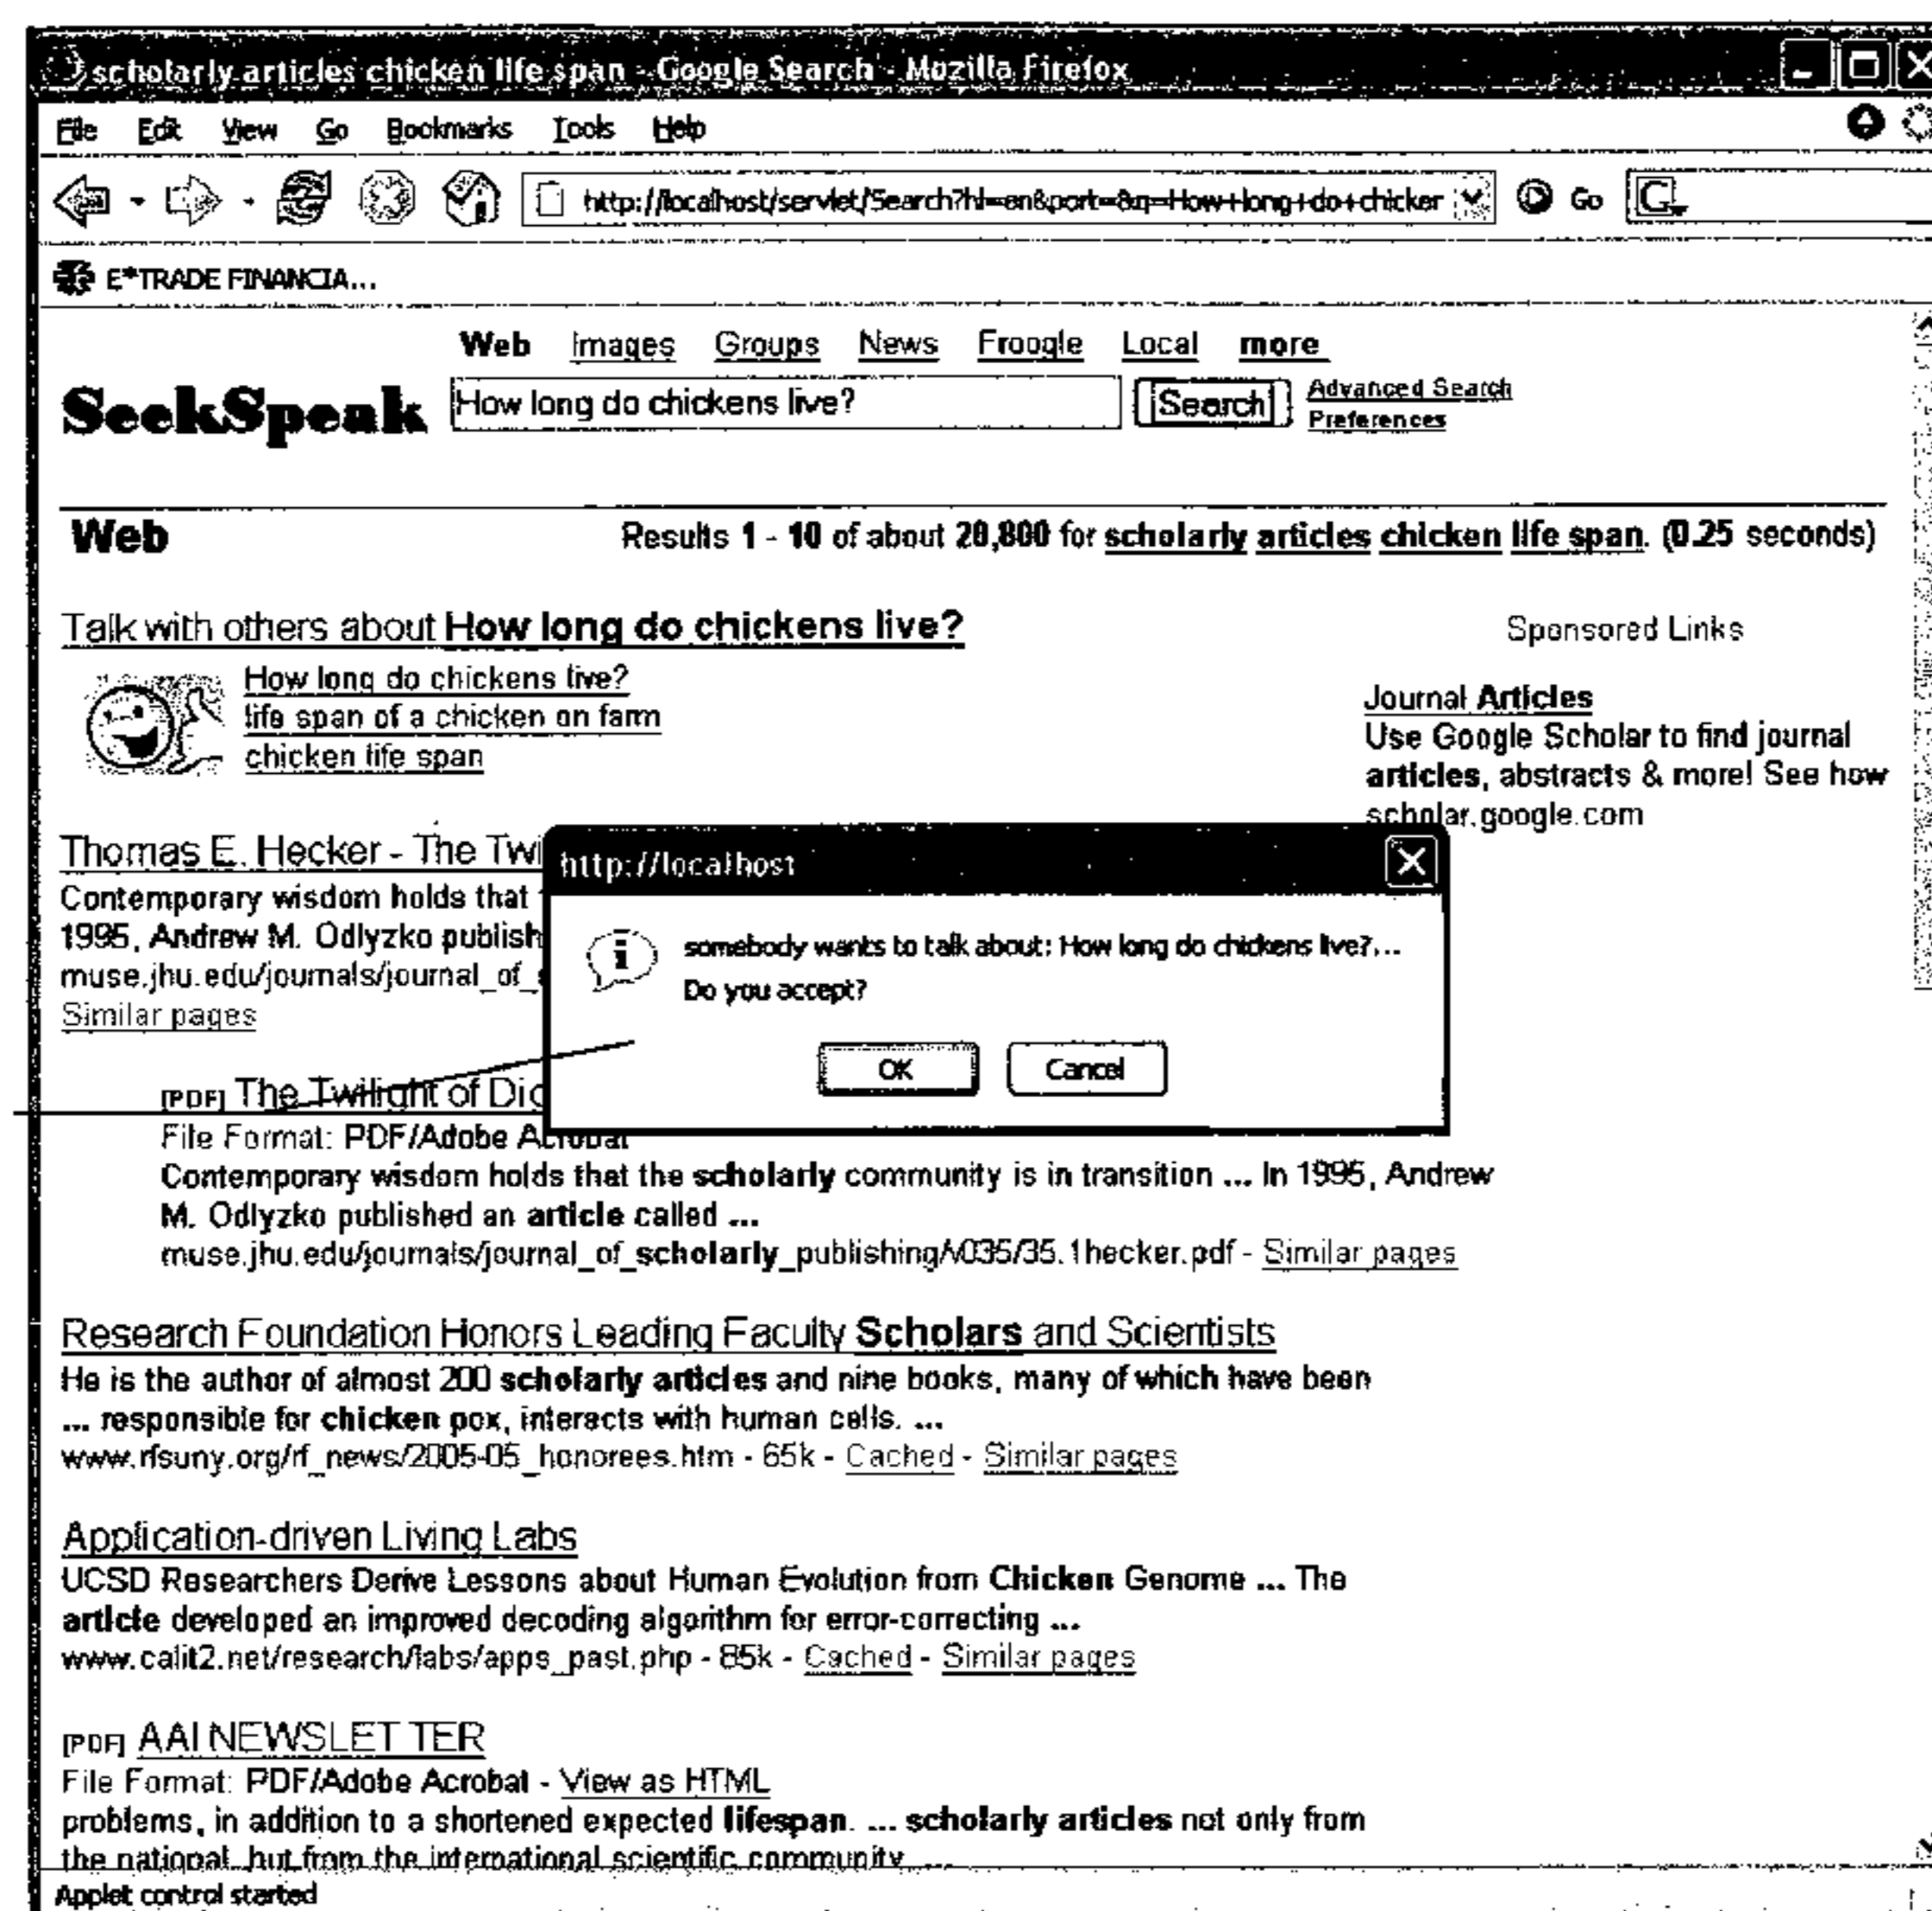 scholarly articles chicken life span - Google Search - Mozilla Firefox
File Edit View Go Bookmarks Tools Help
http://localhost/servlet/Search?hl=en&port=&q=How+long+do+chicker Go G
E*TRADE FINANCIA...
Web Images Groups News Froogle Local more
SeekSpeak How long do chickens live? Search Advanced Search
Preferences
Web Results 1 - 10 of about 20,800 for scholarly articles chicken life span. (0.25 seconds)
Talk with others about How long do chickens live?
How long do chickens live?
life span of a chicken on farm
chicken life span
Sponsored Links
Journal Articles
Use Google Scholar to find journal
articles, abstracts & more! See how
scholar.google.com
Thomas E. Hecker - The Twi
Contemporary wisdom holds that
1995, Andrew M. Odlyzko publish
muse.jhu.edu/journals/journal_of_
Similar pages
http://localhost
somebody wants to talk about: How long do chickens live?...
Do you accept?
OK Cancel
[PDF] The Twilight of Dig
File Format: PDF/Adobe Acrobat
Contemporary wisdom holds that the scholarly community is in transition ... In 1995, Andrew
M. Odlyzko published an article called ...
muse.jhu.edu/journals/journal_of_scholarly_publishing/v035/35.1hecker.pdf - Similar pages
Research Foundation Honors Leading Faculty Scholars and Scientists
He is the author of almost 200 scholarly articles and nine books, many of which have been
... responsible for chicken pox, interacts with human cells. ...
www.rfsuny.org/rf_news/2005-05_honorees.htm - 65k - Cached - Similar pages
Application-driven Living Labs
UCSD Researchers Derive Lessons about Human Evolution from Chicken Genome ... The
article developed an improved decoding algorithm for error-correcting ...
www.calit2.net/research/labs/apps_past.php - 85k - Cached - Similar pages
[PDF] AAI NEWSLETTER
File Format: PDF/Adobe Acrobat - View as HTML
problems, in addition to a shortened expected lifespan. ... scholarly articles not only from
the national, but from the international scientific community ...
Applet control started